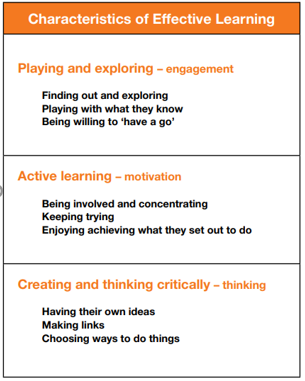 Characteristics of Effective Learning
Playing and exploring – engagement
Finding out and exploring
Playing with what they know
Being willing to ‘have a go’
Active learning – motivation
Being involved and concentrating
Keeping trying
Enjoying achieving what they set out to do
Creating and thinking critically – thinking
Having their own ideas
Making links
Choosing ways to do things